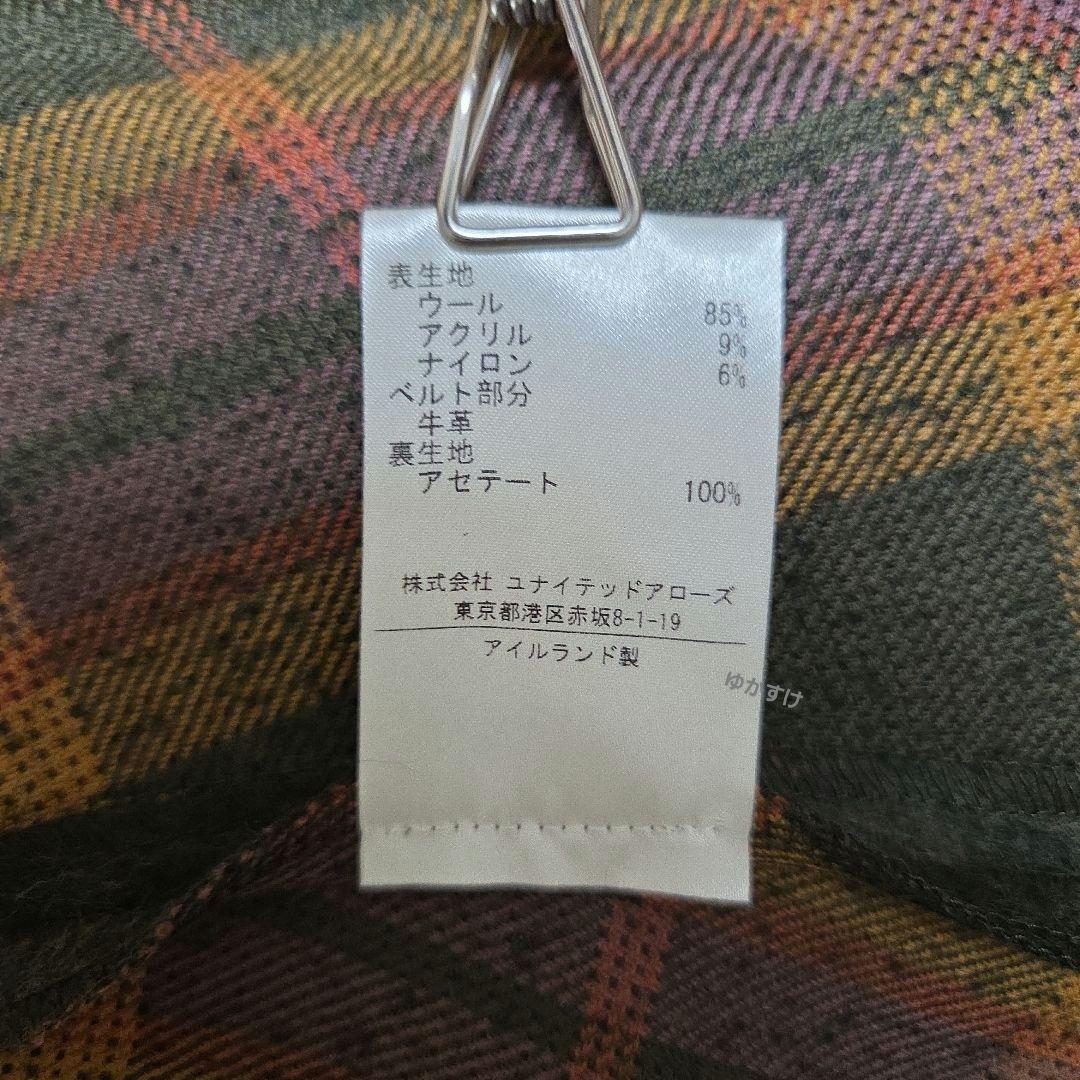 表生地
ウール 85%
アクリル 9%
ナイロン 6%
ベルト部分
牛革
裏生地
アセテート 100%
株式会社 ユナイテッドアローズ
東京都港区赤坂8-1-19
アイルランド製
ゆかすけ